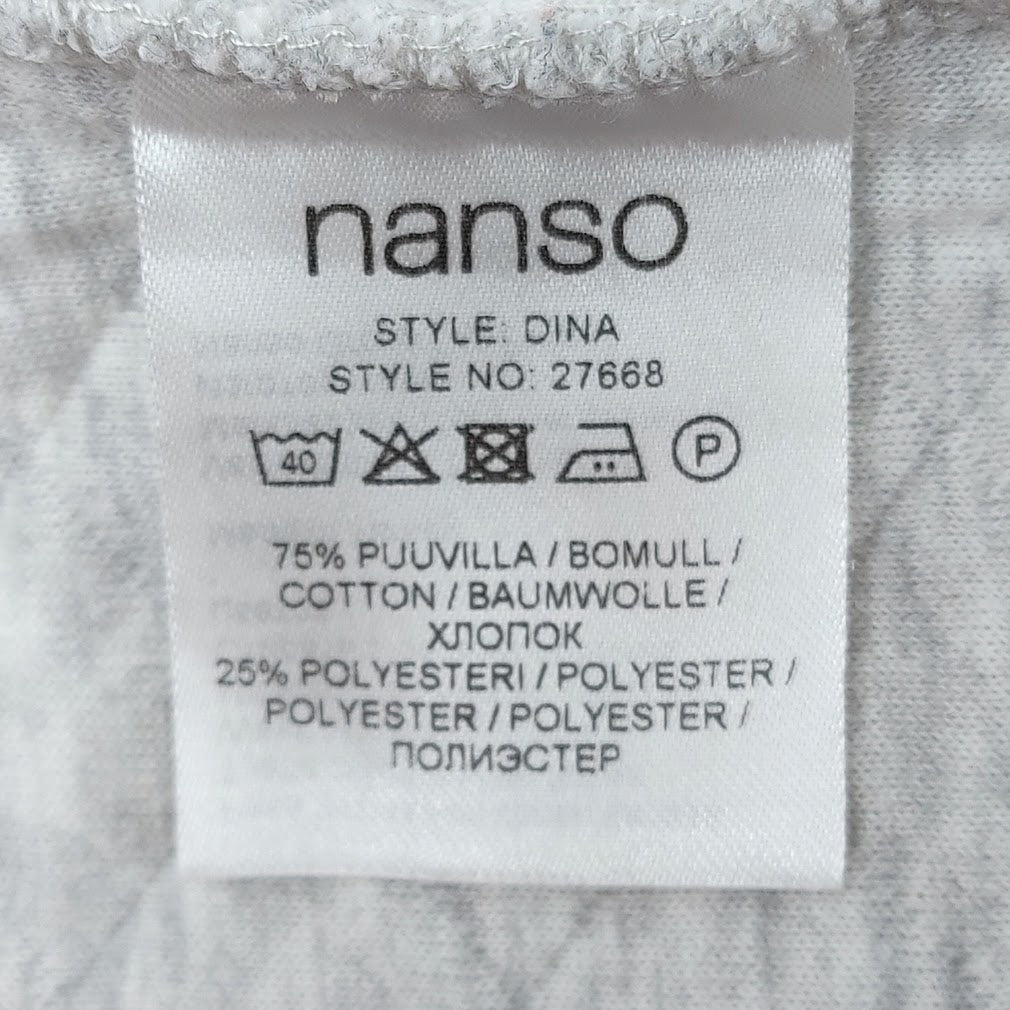 nanso
STYLE: DINA
STYLE NO: 27668
40 P
75% PUUVILLA / BOMULL /
COTTON / BAUMWOLLE /
ХЛОПОК
25% POLYESTERI / POLYESTER /
POLYESTER / POLYESTER /
ПОЛИЭСТЕР